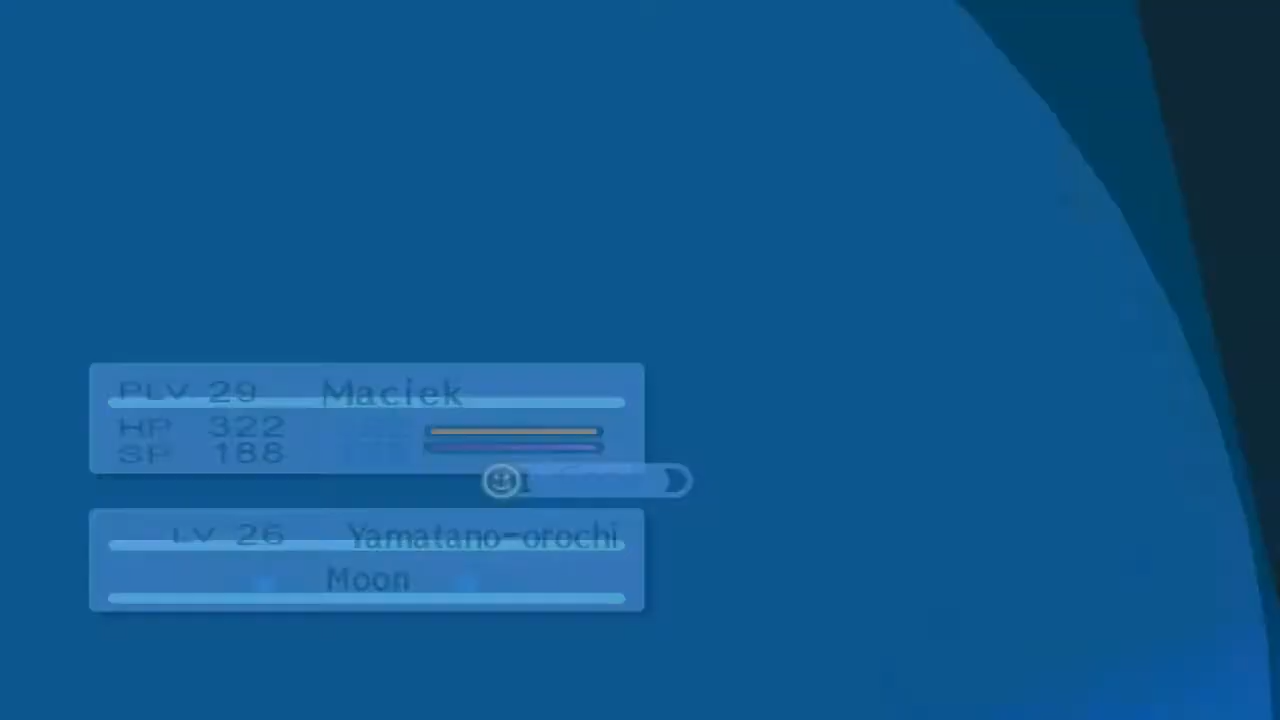 PLV 29 Maciek
HP 322
SP 188
I
LV 26 Yamatano-orochi
Moon